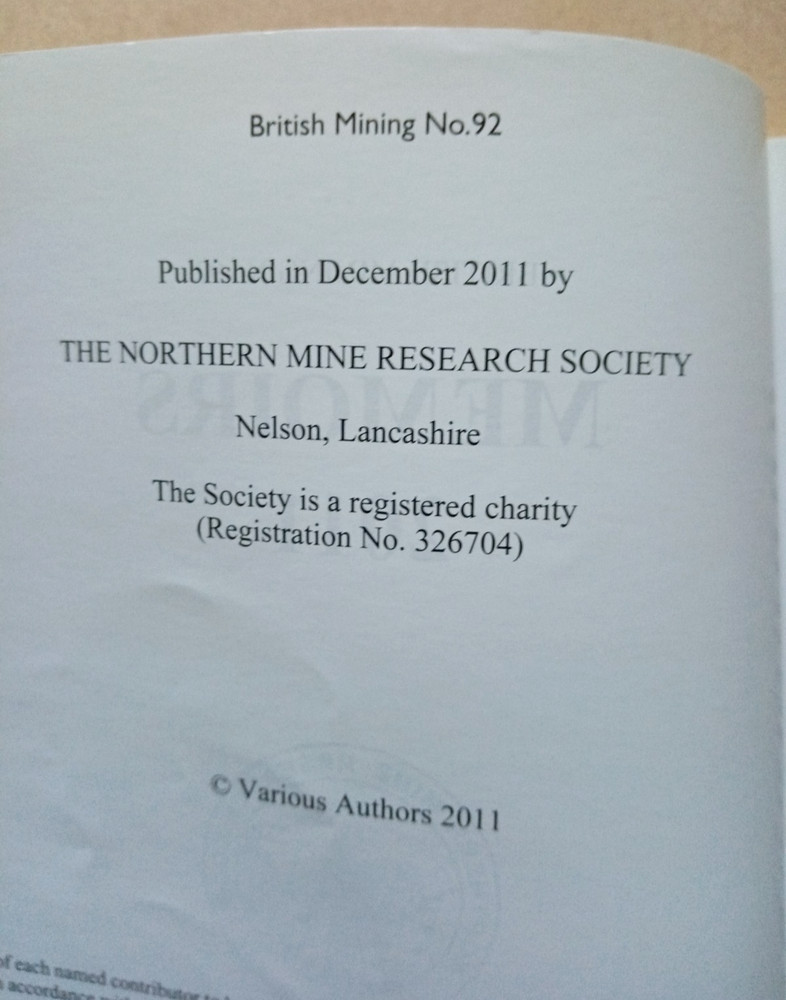 British Mining No.92
Published in December 2011 by
THE NORTHERN MINE RESEARCH SOCIETY
Nelson, Lancashire
The Society is a registered charity
(Registration No. 326704)
© Various Authors 2011
of each named contributor to
accordance